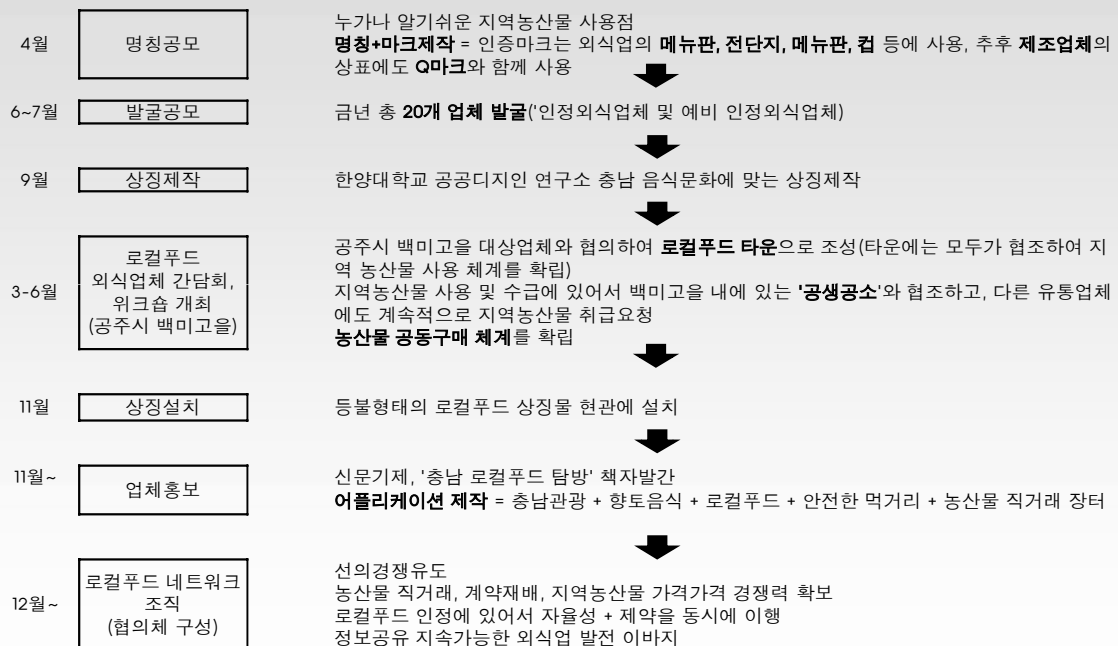 4월
명칭공모
누가나 알기쉬운 지역농산물 사용점
명칭+마크제작 = 인증마크는 외식업의 메뉴판, 전단지, 메뉴판, 컵 등에 사용, 추후 제조업체의
상표에도 Q마크와 함께 사용
6~7월
발굴공모
금년 총 20개 업체 발굴('인정외식업체 및 예비 인정외식업체)
9월
상징제작
한양대학교 공공디지인 연구소 충남 음식문화에 맞는 상징제작
3-6월
로컬푸드
외식업체 간담회,
위크숍 개최
(공주시 백미고을)
공주시 백미고을 대상업체와 협의하여 로컬푸드 타운으로 조성(타운에는 모두가 협조하여 지
역 농산물 사용 체계를 확립)
지역농산물 사용 및 수급에 있어서 백미고을 내에 있는 '공생공소'와 협조하고, 다른 유통업체
에도 계속적으로 지역농산물 취급요청
농산물 공동구매 체계를 확립
11월
상징설치
등불형태의 로컬푸드 상징물 현관에 설치
11월~
업체홍보
신문기제, '충남 로컬푸드 탐방' 책자발간
어플리케이션 제작 = 충남관광 + 향토음식 + 로컬푸드 + 안전한 먹거리 + 농산물 직거래 장터
12월~
로컬푸드 네트워크
조직
(협의체 구성)
선의경쟁유도
농산물 직거래, 계약재배, 지역농산물 가격가격 경쟁력 확보
로컬푸드 인정에 있어서 자율성 + 제약을 동시에 이행
정보공유 지속가능한 외식업 발전 이바지